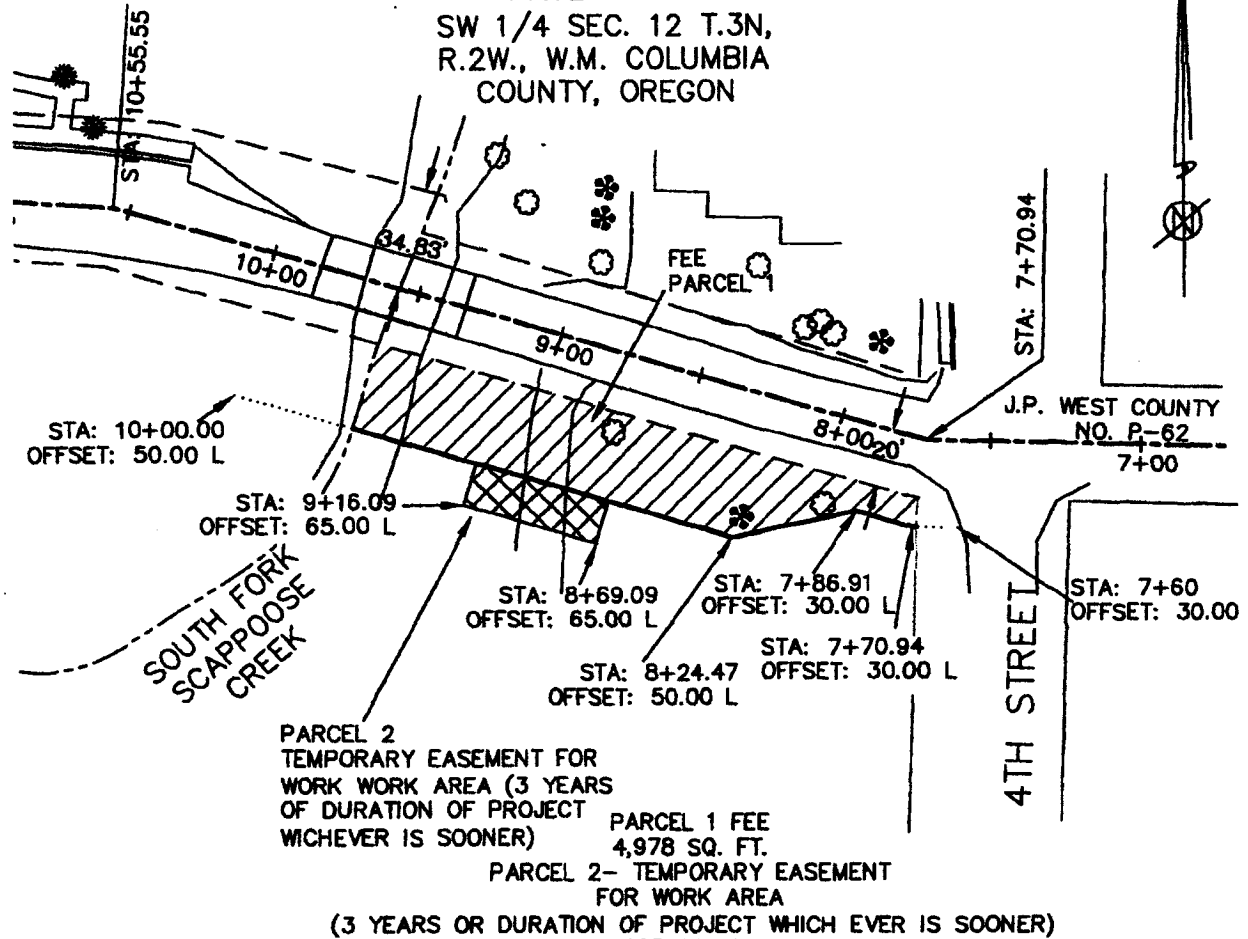 SW 1/4 SEC. 12 T.3N,
R.2W., W.M. COLUMBIA
COUNTY, OREGON
STA: 10+55.55
34.83'
10+00
FEE
PARCEL 1
9+00
STA: 7+70.94
8+00
20'
J.P. WEST COUNTY
NO. P-62
7+00
N
STA: 10+00.00
OFFSET: 50.00 L
STA: 9+16.09
OFFSET: 65.00 L
STA: 8+69.09
OFFSET: 65.00 L
STA: 7+86.91
OFFSET: 30.00 L
STA: 7+60
OFFSET: 30.00
STA: 8+24.47
OFFSET: 50.00 L
STA: 7+70.94
OFFSET: 30.00 L
SOUTH FORK
SCAPPOOSE
CREEK
4TH STREET
PARCEL 2
TEMPORARY EASEMENT FOR
WORK WORK AREA (3 YEARS
OF DURATION OF PROJECT
WICHEVER IS SOONER)
PARCEL 1 FEE
4,978 SQ. FT.
PARCEL 2- TEMPORARY EASEMENT
FOR WORK AREA
(3 YEARS OR DURATION OF PROJECT WHICH EVER IS SOONER)